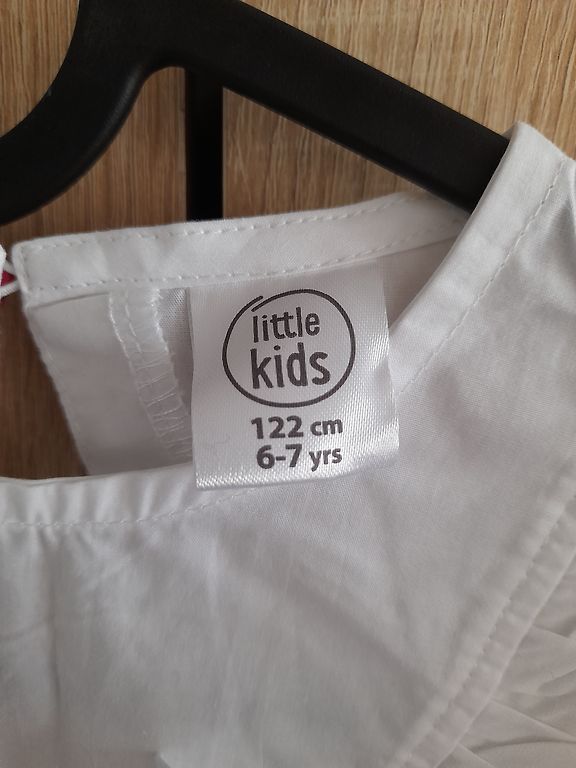 little
kids
122 cm
6-7 yrs